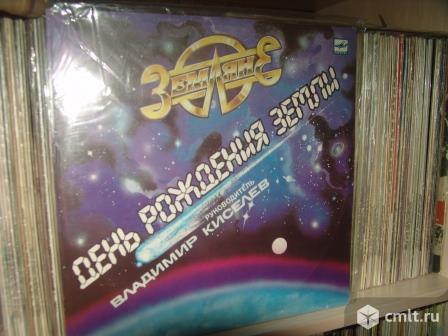 ЗЕМЛЯНЕ
ДЕНЬ РОЖДЕНИЯ ЗЕМЛИ
РУКОВОДИТЕЛЬ
ВЛАДИМИР КИСЕЛЕВ
cmlt.ru